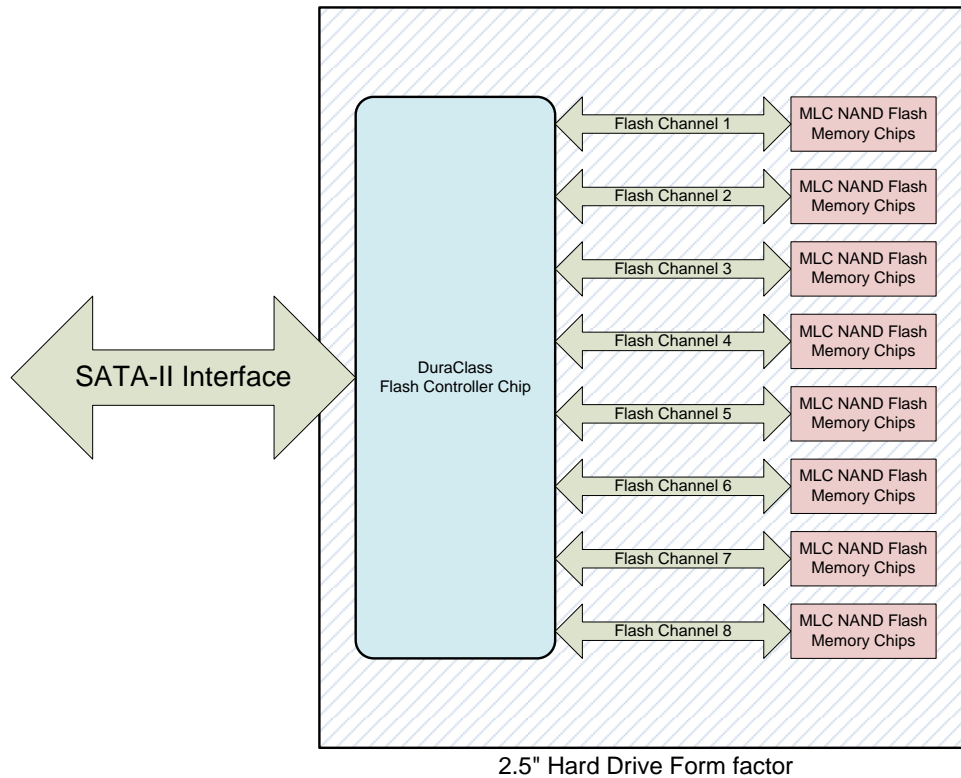 Flash Channel 1
MLC NAND Flash
Memory Chips
Flash Channel 2
MLC NAND Flash
Memory Chips
Flash Channel 3
MLC NAND Flash
Memory Chips
Flash Channel 4
MLC NAND Flash
Memory Chips
SATA-II Interface
DuraClass
Flash Controller Chip
Flash Channel 5
MLC NAND Flash
Memory Chips
Flash Channel 6
MLC NAND Flash
Memory Chips
Flash Channel 7
MLC NAND Flash
Memory Chips
Flash Channel 8
MLC NAND Flash
Memory Chips
2.5" Hard Drive Form factor